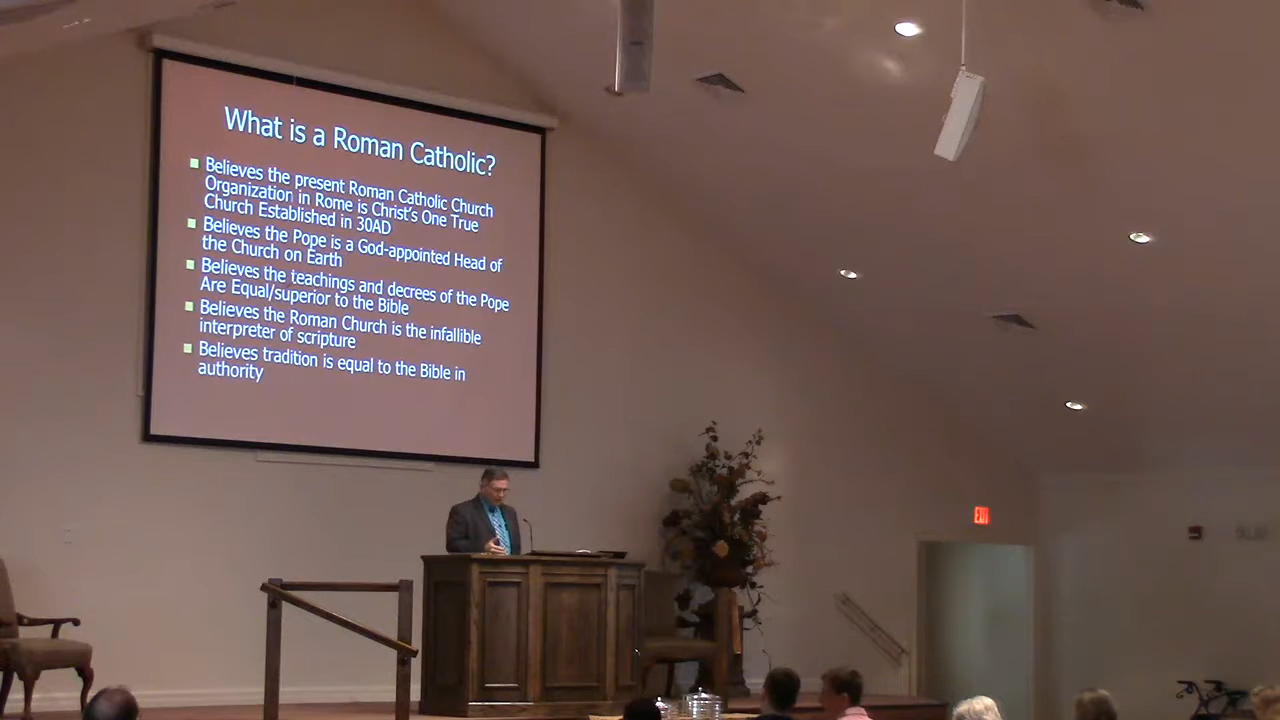 What is a Roman Catholic?
Believes the present Roman Catholic Church
Organization in Rome is Christ's One True
Church Established in 30AD
Believes the Pope is a God-appointed Head of
the Church on Earth
Believes the teachings and decrees of the Pope
Are Equal/superior to the Bible
Believes the Roman Church is the infallible
interpreter of scripture
Believes tradition is equal to the Bible in
authority
EXIT